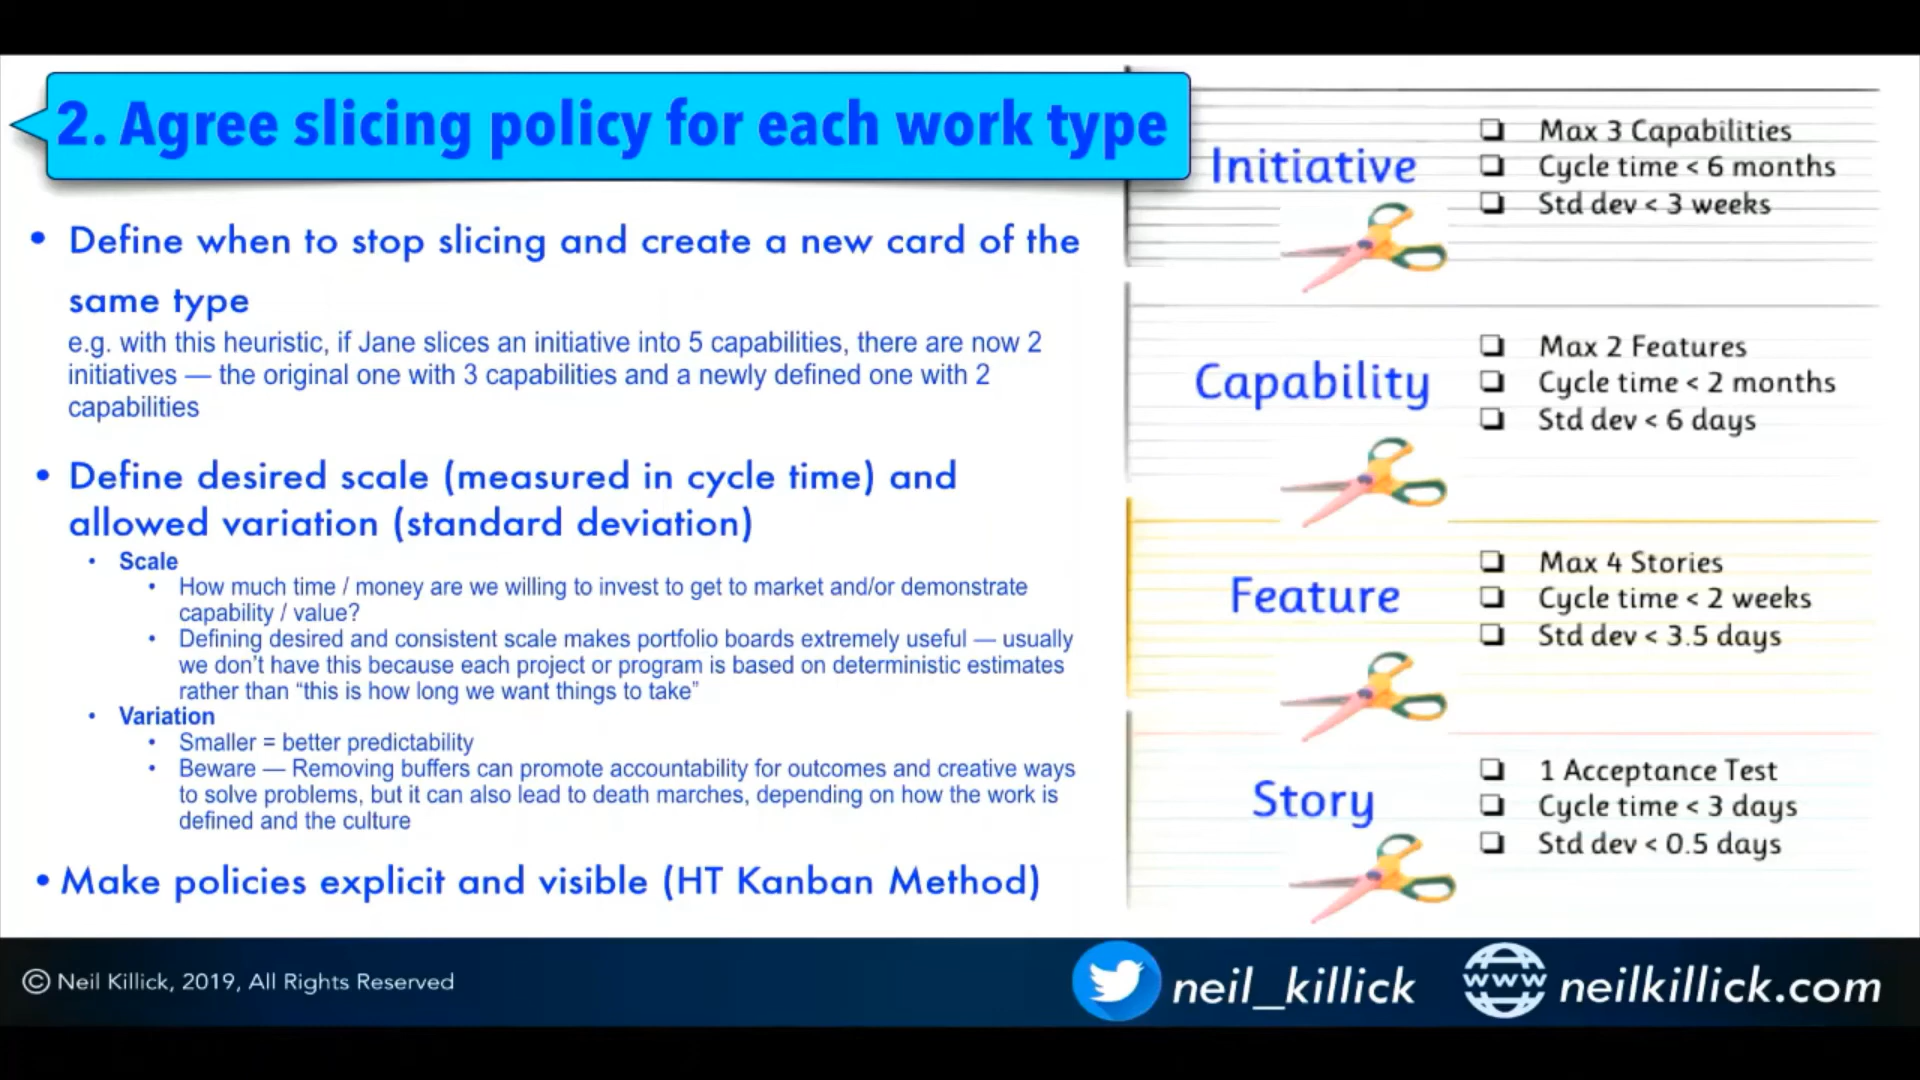 2. Agree slicing policy for each work type
• Define when to stop slicing and create a new card of the
same type
e.g. with this heuristic, if Jane slices an initiative into 5 capabilities, there are now 2
initiatives — the original one with 3 capabilities and a newly defined one with 2
capabilities
• Define desired scale (measured in cycle time) and
allowed variation (standard deviation)
• Scale
• How much time / money are we willing to invest to get to market and/or demonstrate
capability / value?
• Defining desired and consistent scale makes portfolio boards extremely useful — usually
we don’t have this because each project or program is based on deterministic estimates
rather than “this is how long we want things to take”
• Variation
• Smaller = better predictability
• Beware — Removing buffers can promote accountability for outcomes and creative ways
to solve problems, but it can also lead to death marches, depending on how the work is
defined and the culture
• Make policies explicit and visible (HT Kanban Method)
Initiative
❏ Max 3 Capabilities
❏ Cycle time < 6 months
❏ Std dev < 3 weeks
Capability
❏ Max 2 Features
❏ Cycle time < 2 months
❏ Std dev < 6 days
Feature
❏ Max 4 Stories
❏ Cycle time < 2 weeks
❏ Std dev < 3.5 days
Story
❏ 1 Acceptance Test
❏ Cycle time < 3 days
❏ Std dev < 0.5 days
© Neil Killick, 2019, All Rights Reserved
neil_killick
www neilkillick.com